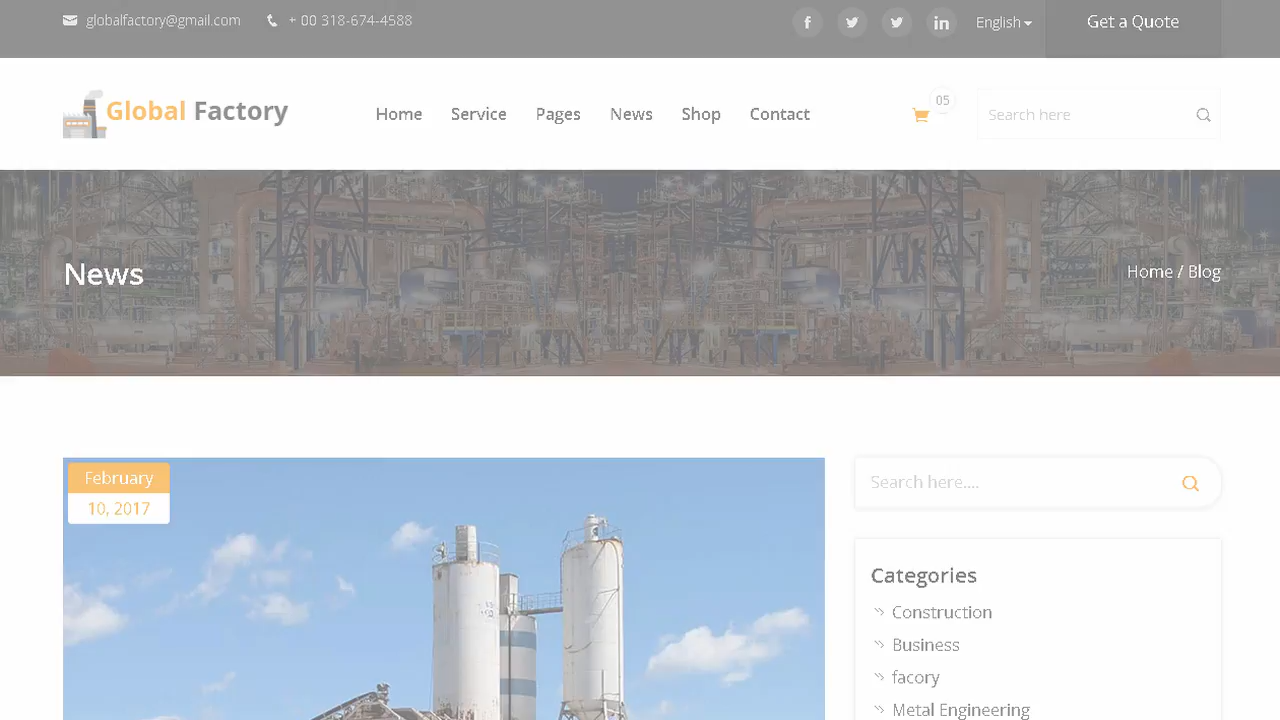 globalfactory@gmail.com + 00 318-674-4588 English Get a Quote
Global Factory Home Service Pages News Shop Contact 05 Search here
News Home / Blog
February
10, 2017
Search here....
Categories
Construction
Business
facory
Metal Engineering